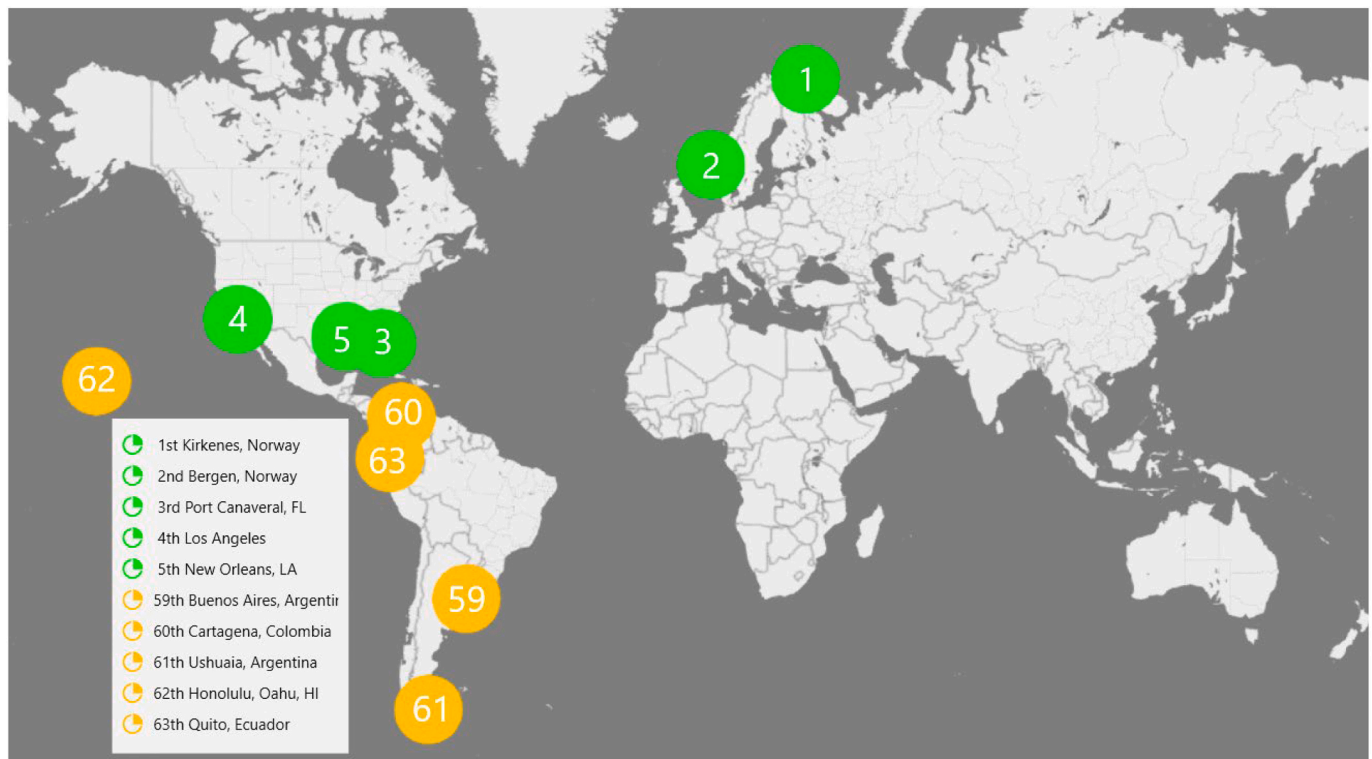 1
2
4
5
3
62
60
63
59
61
1st Kirkenes, Norway
2nd Bergen, Norway
3rd Port Canaveral, FL
4th Los Angeles
5th New Orleans, LA
59th Buenos Aires, Argentin
60th Cartagena, Colombia
61th Ushuaia, Argentina
62th Honolulu, Oahu, HI
63th Quito, Ecuador